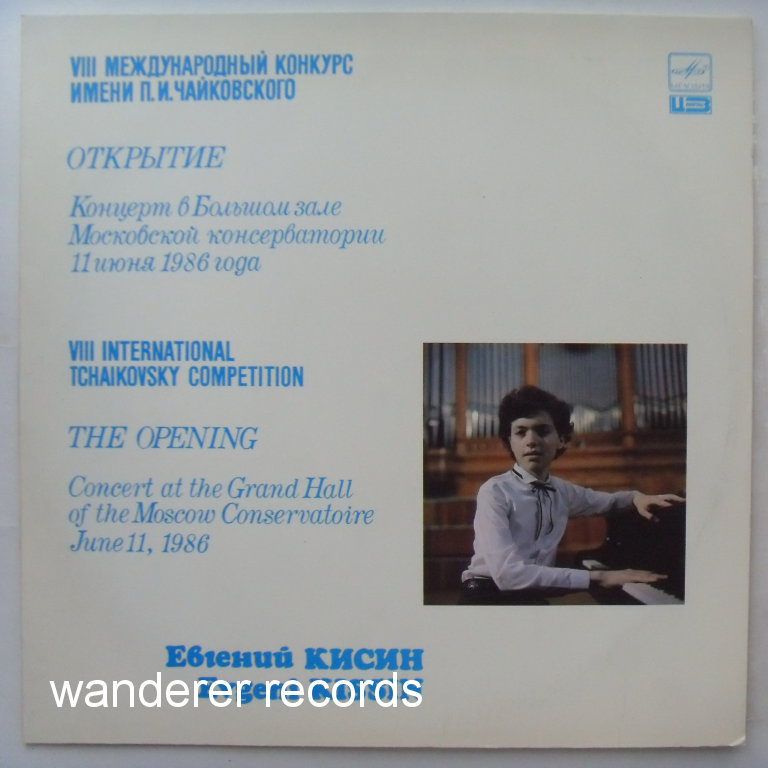 VIII МЕЖДУНАРОДНЫЙ КОНКУРС
ИМЕНИ П.И.ЧАЙКОВСКОГО
ОТКРЫТИЕ
Концерт в Большом зале
Московской консерватории
11 июня 1986 года
VIII INTERNATIONAL
TCHAIKOVSKY COMPETITION
THE OPENING
Concert at the Grand Hall
of the Moscow Conservatoire
June 11, 1986
Евгений КИСИН
wanderer records